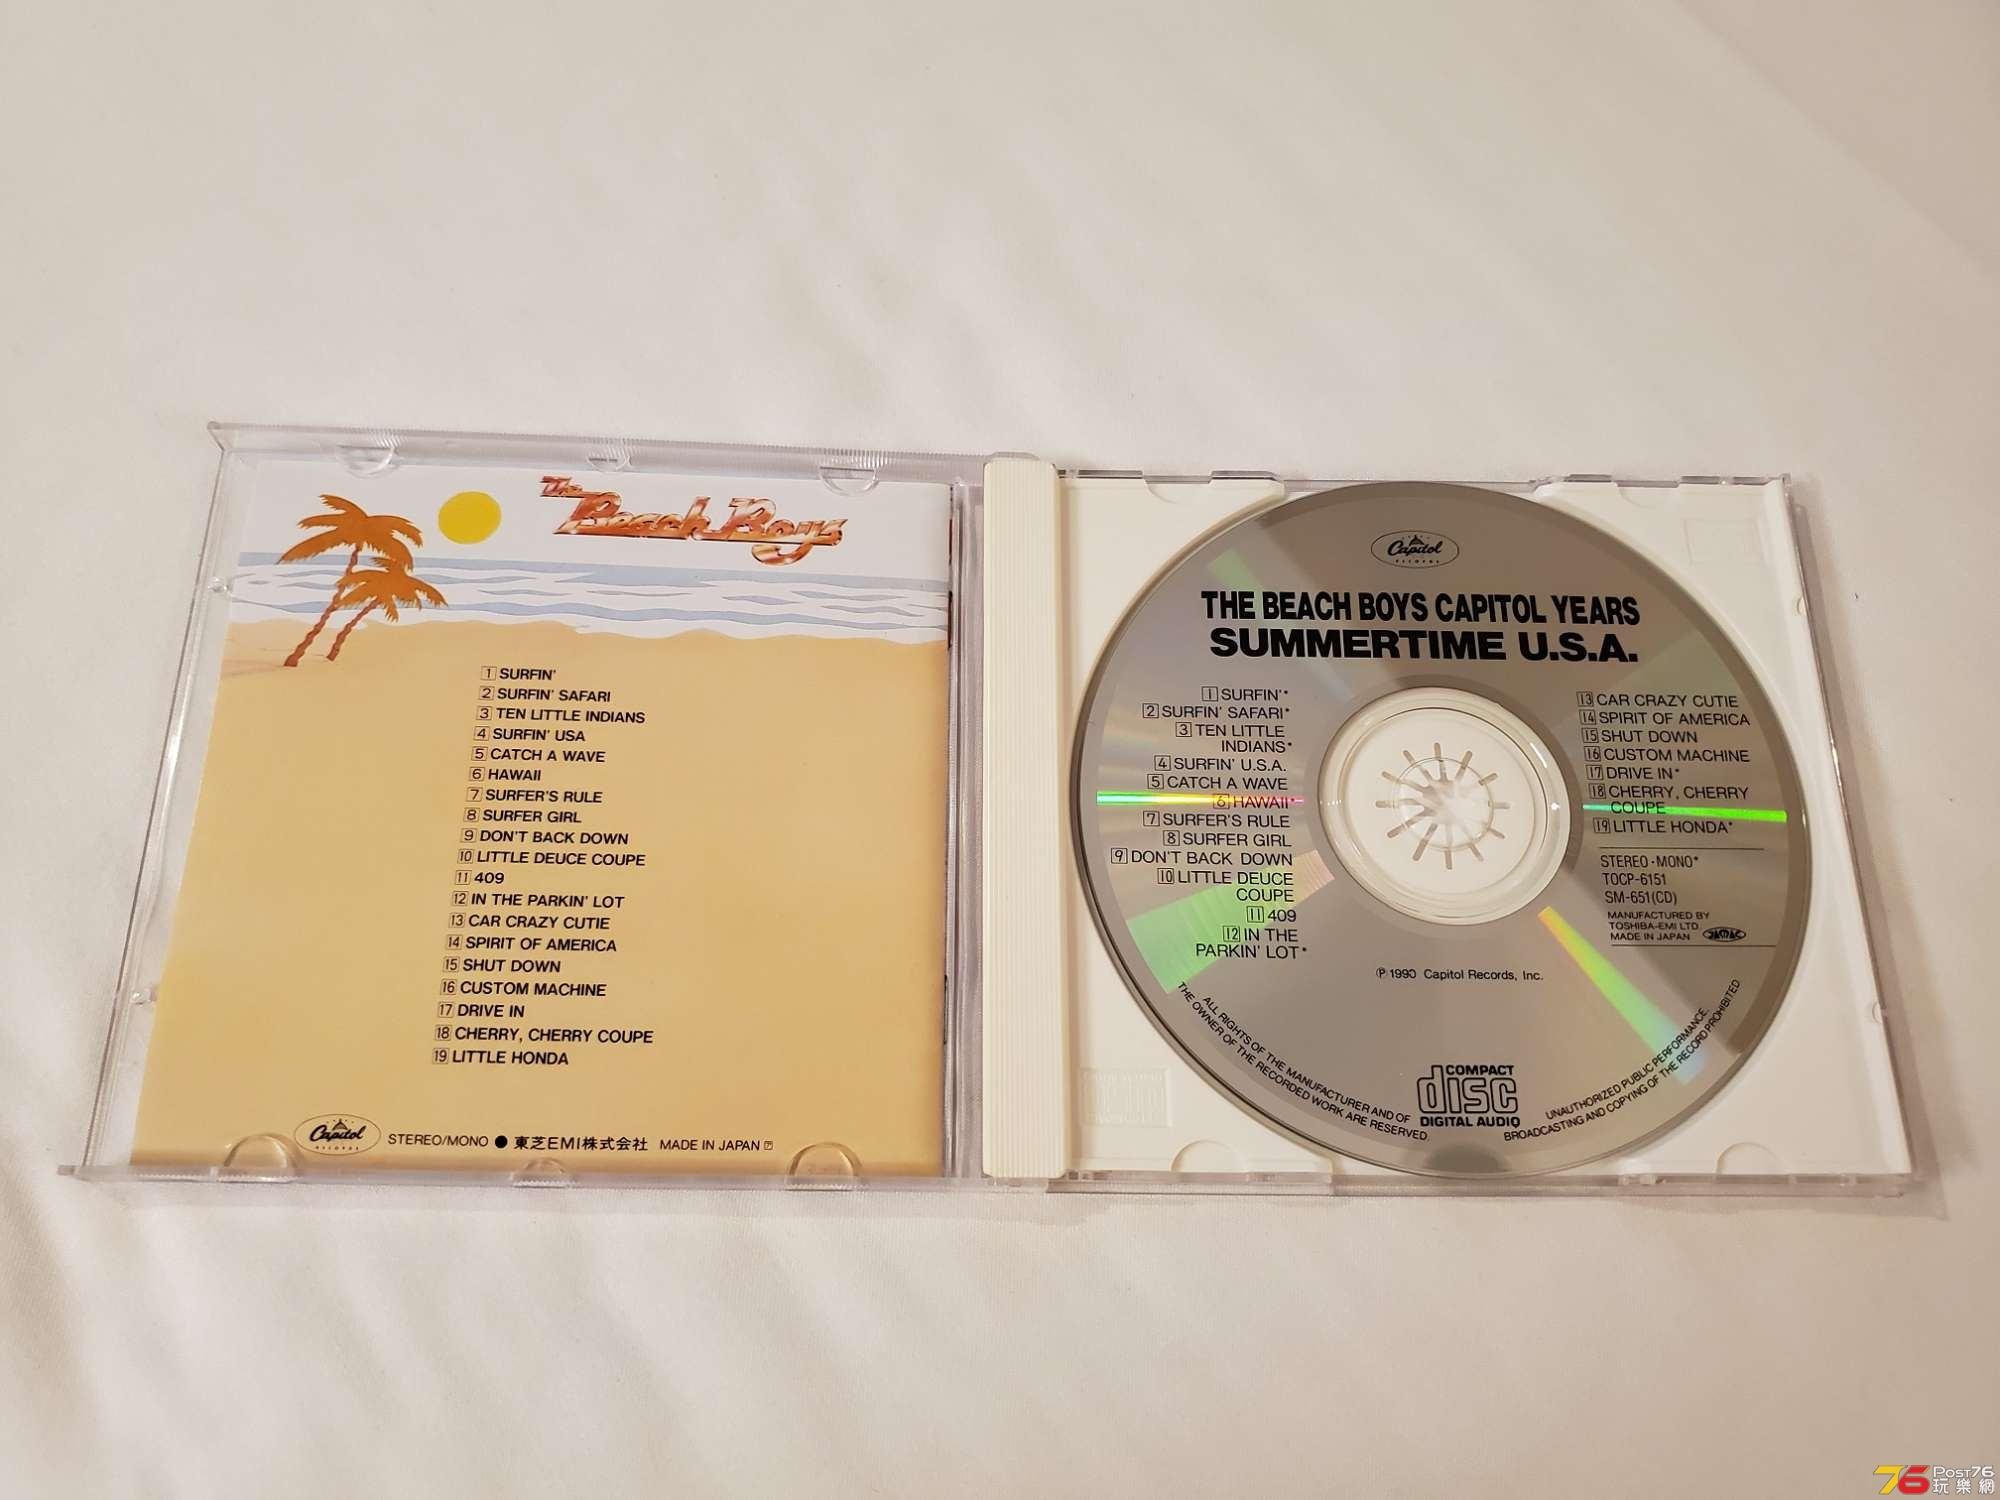 The
Beach Boys
1 SURFIN'
2 SURFIN' SAFARI
3 TEN LITTLE INDIANS
4 SURFIN' USA
5 CATCH A WAVE
6 HAWAII
7 SURFER'S RULE
8 SURFER GIRL
9 DON'T BACK DOWN
10 LITTLE DEUCE COUPE
11 409
12 IN THE PARKIN' LOT
13 CAR CRAZY CUTIE
14 SPIRIT OF AMERICA
15 SHUT DOWN
16 CUSTOM MACHINE
17 DRIVE IN
18 CHERRY, CHERRY COUPE
19 LITTLE HONDA
Capitol
RECORDS
STEREO/MONO ● 東芝EMI株式会社 MADE IN JAPAN Ⓟ
Capitol
RECORDS
THE BEACH BOYS CAPITOL YEARS
SUMMERTIME U.S.A.
1 SURFIN'*
2 SURFIN' SAFARI*
3 TEN LITTLE
INDIANS*
4 SURFIN' U.S.A.
5 CATCH A WAVE
6 HAWAII*
7 SURFER'S RULE
8 SURFER GIRL
9 DON'T BACK DOWN
10 LITTLE DEUCE
COUPE
11 409
12 IN THE
PARKIN' LOT*
13 CAR CRAZY CUTIE
14 SPIRIT OF AMERICA
15 SHUT DOWN
16 CUSTOM MACHINE
17 DRIVE IN*
18 CHERRY, CHERRY
COUPE
19 LITTLE HONDA*
STEREO·MONO*
TOCP-6151
SM-651(CD)
MANUFACTURED BY
TOSHIBA-EMI LTD.
MADE IN JAPAN
℗1990 Capitol Records, Inc.
ALL RIGHTS OF THE MANUFACTURER AND OF
THE OWNER OF THE RECORDED WORK ARE RESERVED.
COMPACT
disc
DIGITAL AUDIO
UNAUTHORIZED PUBLIC PERFORMANCE,
BROADCASTING AND COPYING OF THE RECORD PROHIBITED
76 POST76
玩樂網